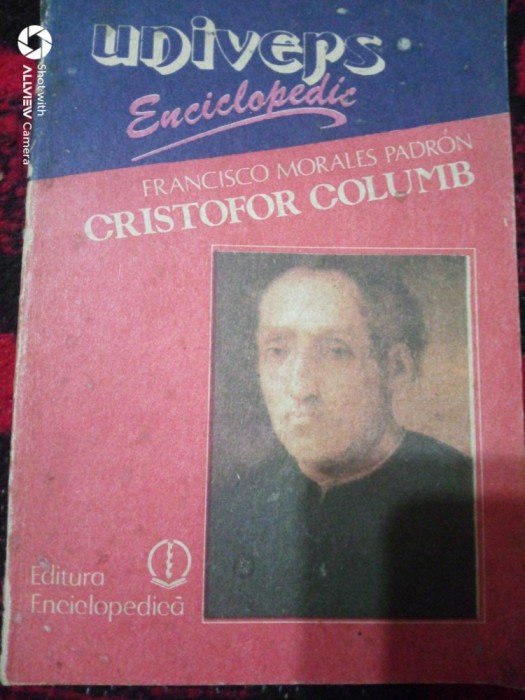 Shot with
ALLVIEW Camera
univers
Enciclopedic
FRANCISCO MORALES PADRÓN
CRISTOFOR COLUMB
Editura
Enciclopedică